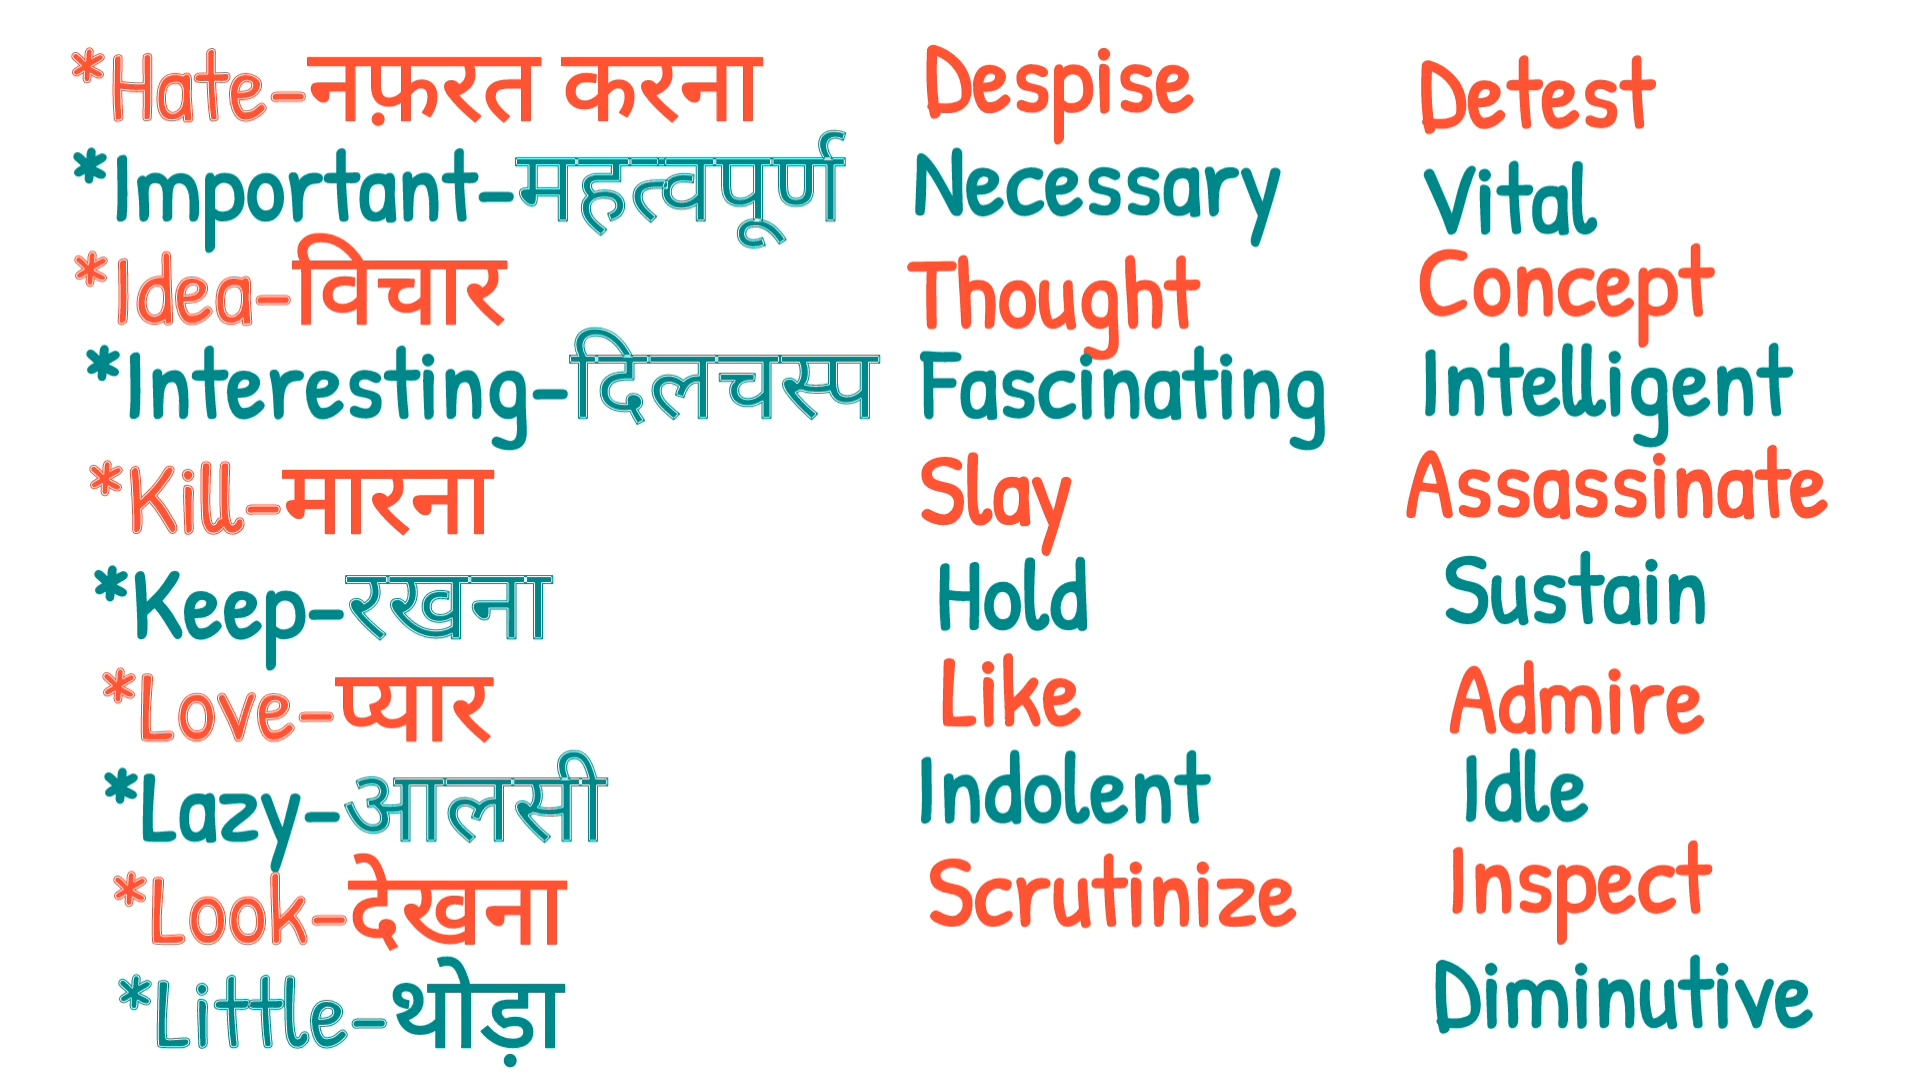 *Hate-नफ़रत करना Despise Detest
*Important-महत्वपूर्ण Necessary Vital
*Idea-विचार Thought Concept
*Interesting-दिलचस्प Fascinating Intelligent
*Kill-मारना Slay Assassinate
*Keep-रखना Hold Sustain
*Love-प्यार Like Admire
*Lazy-आलसी Indolent Idle
*Look-देखना Scrutinize Inspect
*Little-थोड़ा Diminutive